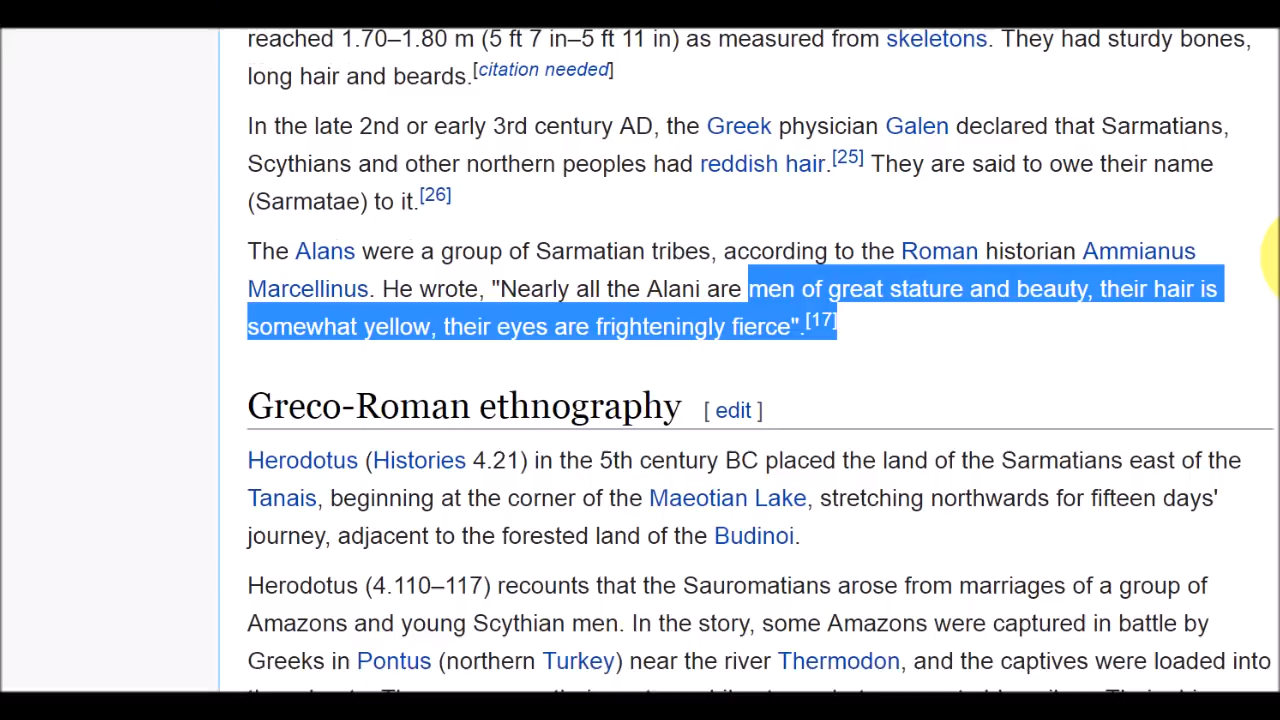 reached 1.70–1.80 m (5 ft 7 in–5 ft 11 in) as measured from skeletons. They had sturdy bones,
long hair and beards.[citation needed]
In the late 2nd or early 3rd century AD, the Greek physician Galen declared that Sarmatians,
Scythians and other northern peoples had reddish hair.[25] They are said to owe their name
(Sarmatae) to it.[26]
The Alans were a group of Sarmatian tribes, according to the Roman historian Ammianus
Marcellinus. He wrote, "Nearly all the Alani are men of great stature and beauty, their hair is
somewhat yellow, their eyes are frighteningly fierce".[17]
Greco-Roman ethnography [ edit ]
Herodotus (Histories 4.21) in the 5th century BC placed the land of the Sarmatians east of the
Tanais, beginning at the corner of the Maeotian Lake, stretching northwards for fifteen days'
journey, adjacent to the forested land of the Budinoi.
Herodotus (4.110–117) recounts that the Sauromatians arose from marriages of a group of
Amazons and young Scythian men. In the story, some Amazons were captured in battle by
Greeks in Pontus (northern Turkey) near the river Thermodon, and the captives were loaded into